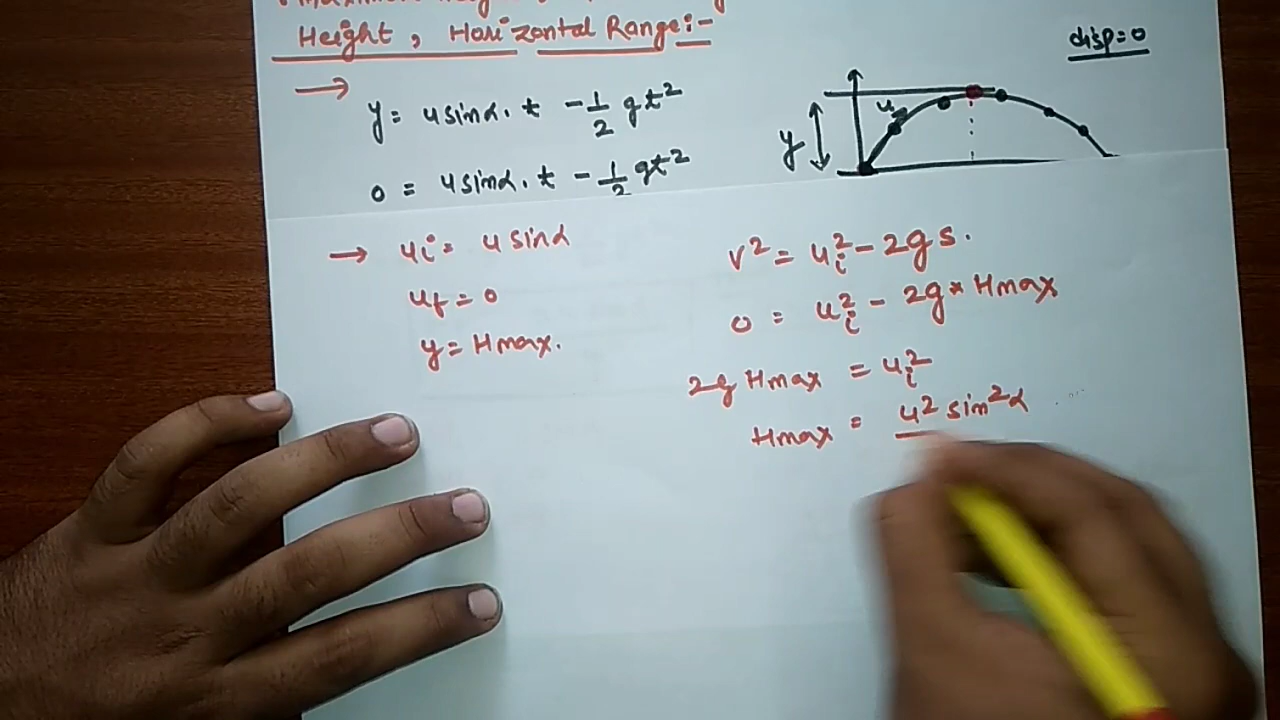 Height, Horizontal Range:-
disp=0
→ y = u sinα. t - 1/2 gt²
0 = u sinα. t - 1/2 gt²
y
u
→ ui = u sinα
uf = 0
y = Hmax.
v² = ui² - 2gs.
0 = ui² - 2g * Hmax
2g Hmax = ui²
Hmax = u² sin²α